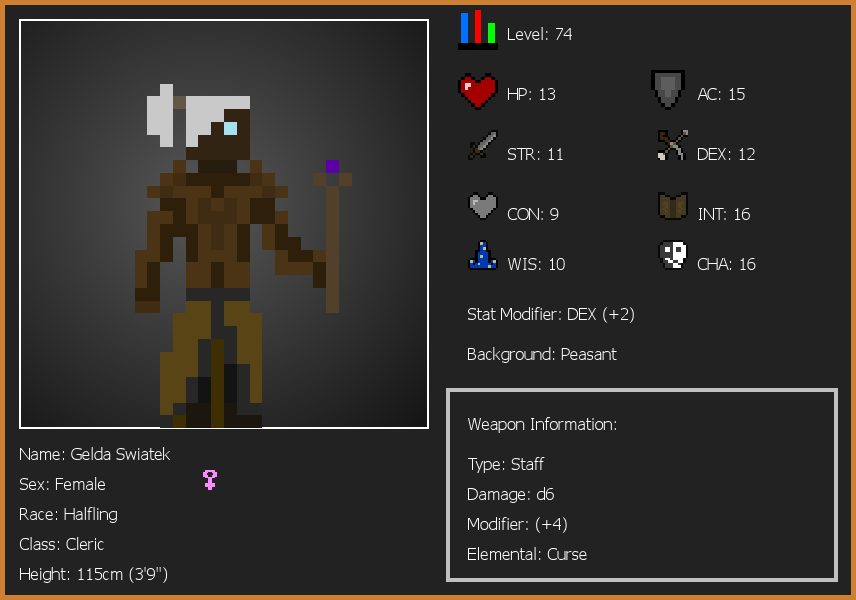 Level: 74
HP: 13
AC: 15
STR: 11
DEX: 12
CON: 9
INT: 16
WIS: 10
CHA: 16
Stat Modifier: DEX (+2)
Background: Peasant
Weapon Information:
Type: Staff
Damage: d6
Modifier: (+4)
Elemental: Curse
Name: Gelda Swiatek
Sex: Female
Race: Halfling
Class: Cleric
Height: 115cm (3'9")